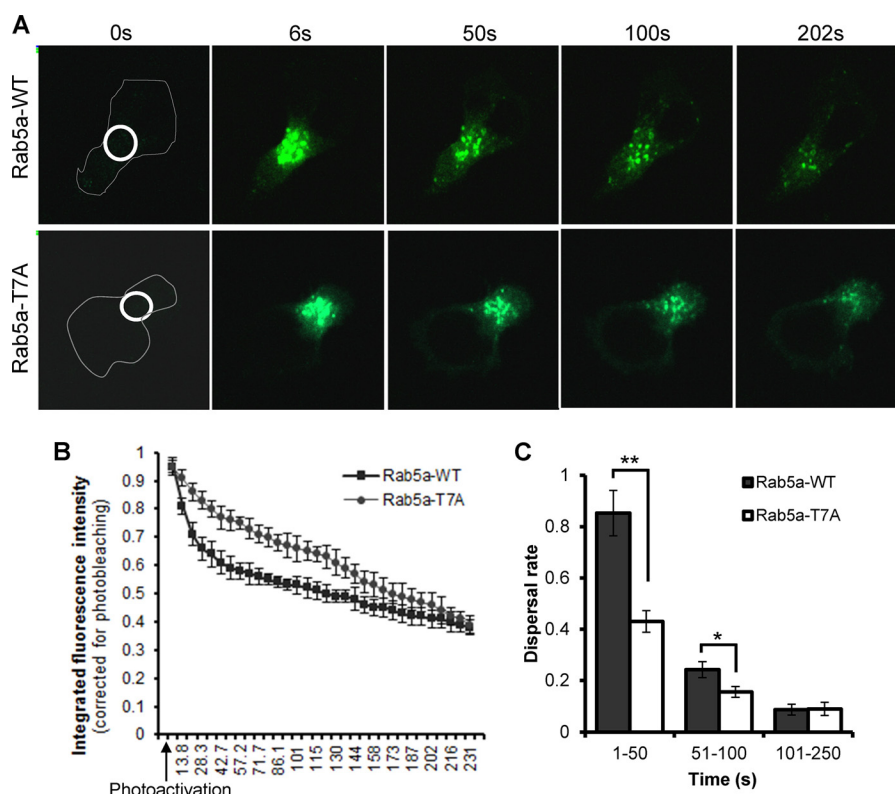 A
0s 6s 50s 100s 202s
Rab5a-WT
Rab5a-T7A
B
Integrated fluorescence intensity
(corrected for photobleaching)
1
0.9
0.8
0.7
0.6
0.5
0.4
0.3
0.2
0.1
0
Rab5a-WT
Rab5a-T7A
13.8 28.3 42.7 57.2 71.7 86.1 101 115 130 144 158 173 187 202 216 231
Photoactivation
C
Dispersal rate
1
0.8
0.6
0.4
0.2
0
**
*
Rab5a-WT
Rab5a-T7A
1-50 51-100 101-250
Time (s)